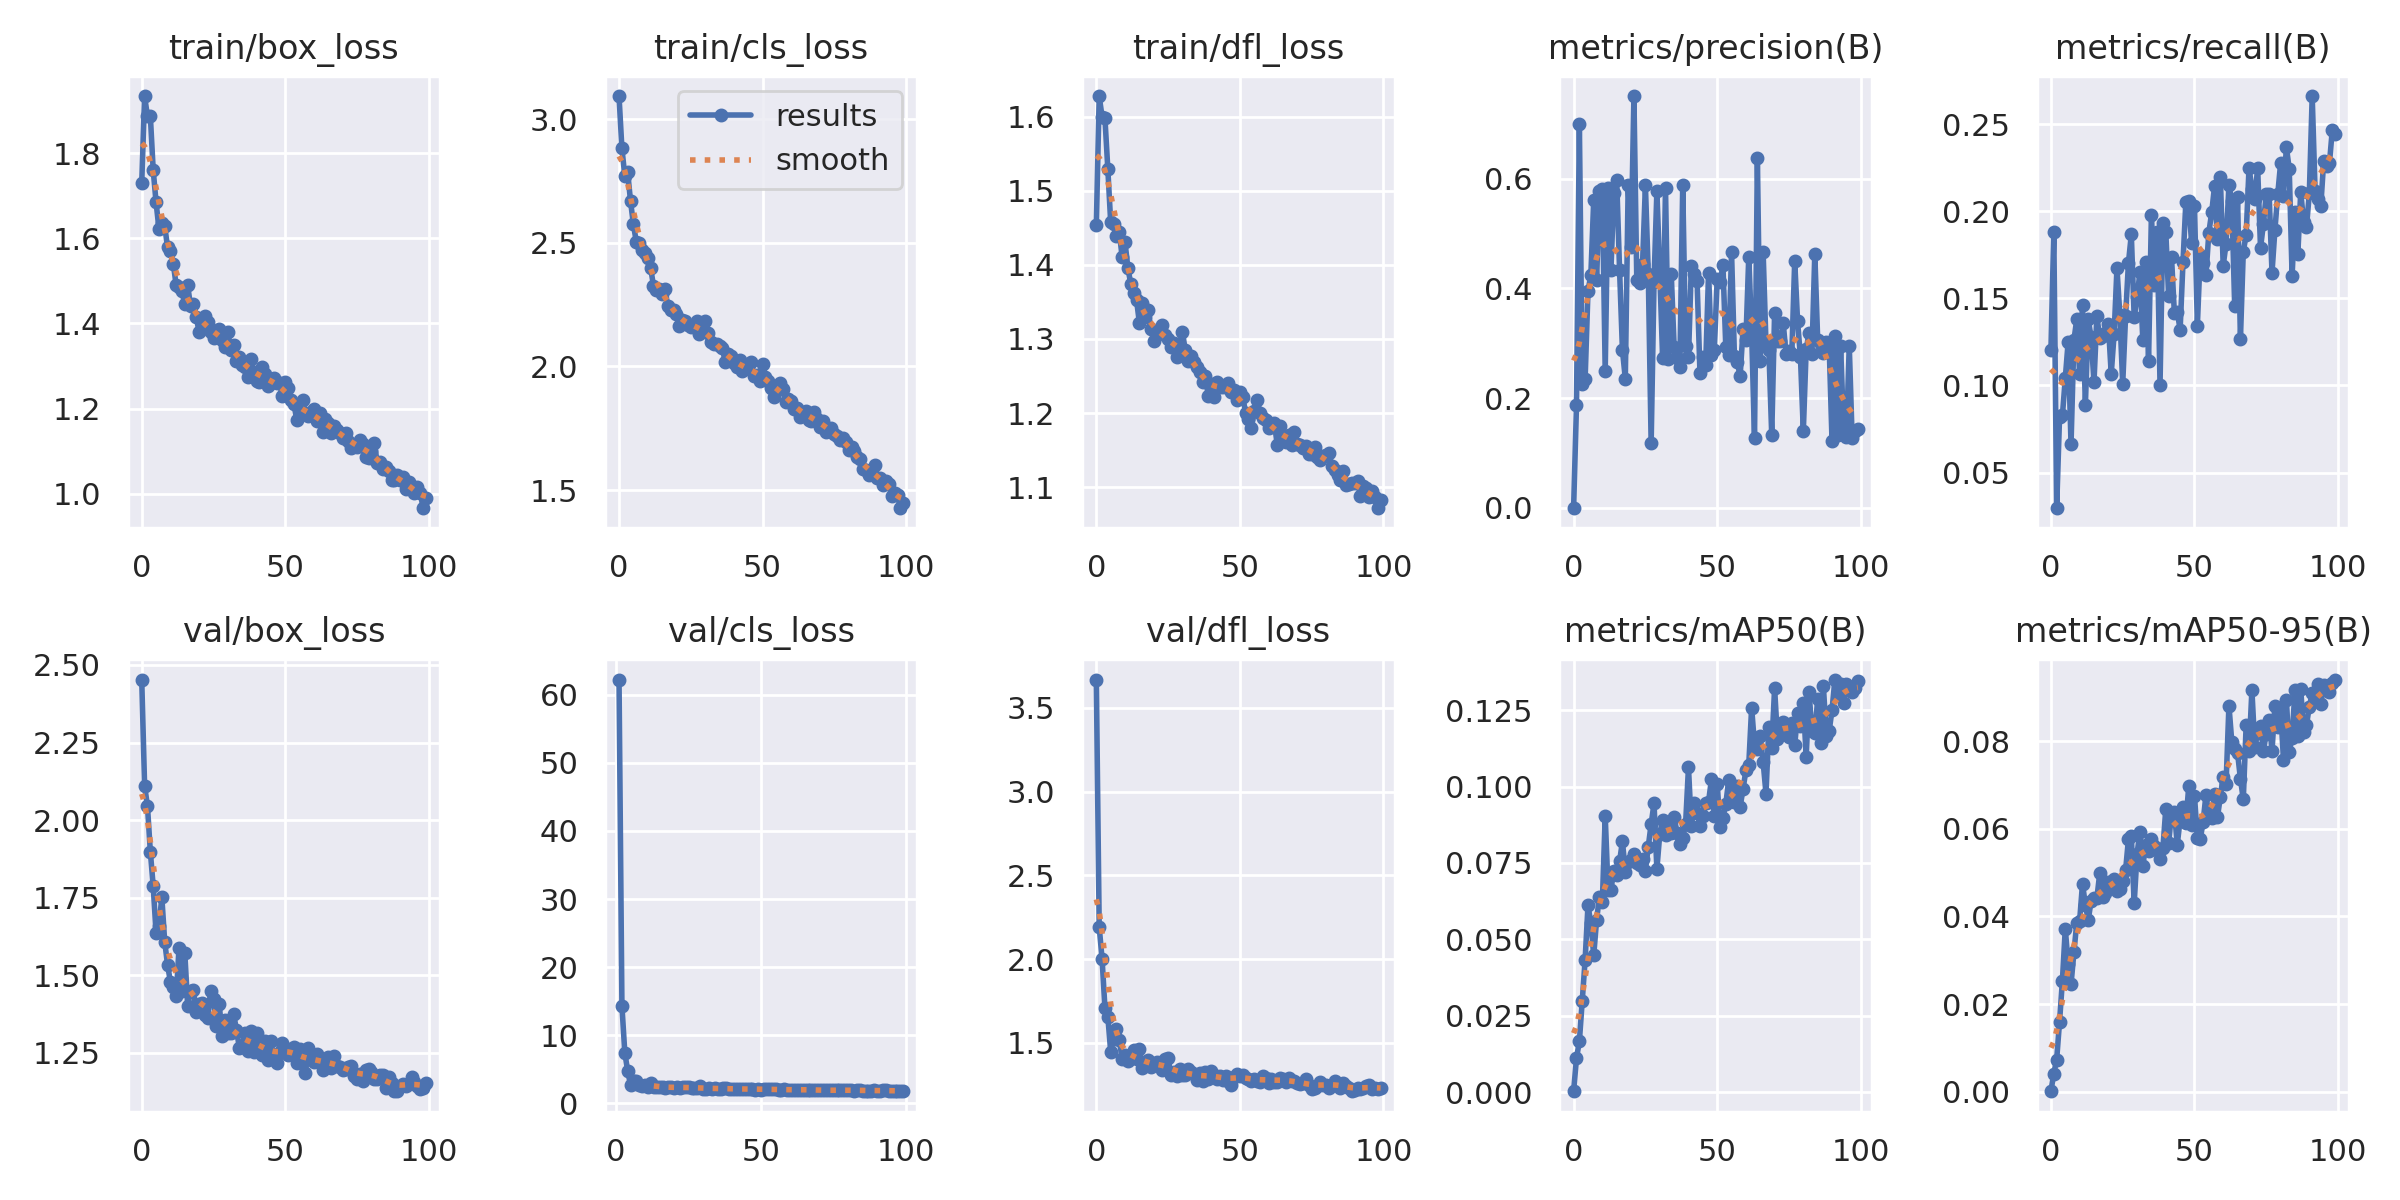 train/box_loss
train/cls_loss
train/dfl_loss
metrics/precision(B)
metrics/recall(B)
1.8
1.6
1.4
1.2
1.0
0 50 100
3.0
2.5
2.0
1.5
results
smooth
0 50 100
1.6
1.5
1.4
1.3
1.2
1.1
0 50 100
0.6
0.4
0.2
0.0
0 50 100
0.25
0.20
0.15
0.10
0.05
0 50 100
val/box_loss
val/cls_loss
val/dfl_loss
metrics/mAP50(B)
metrics/mAP50-95(B)
2.50
2.25
2.00
1.75
1.50
1.25
0 50 100
60
50
40
30
20
10
0
0 50 100
3.5
3.0
2.5
2.0
1.5
0 50 100
0.125
0.100
0.075
0.050
0.025
0.000
0 50 100
0.08
0.06
0.04
0.02
0.00
0 50 100